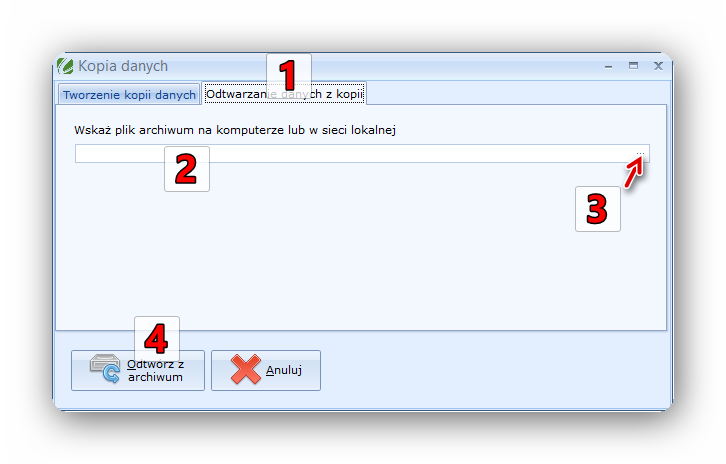 Kopia danych
1
Tworzenie kopii danych Odtwarzanie danych z kopii
Wskaż plik archiwum na komputerze lub w sieci lokalnej
...
2
3
4
Odtwórz z
archiwum
Anuluj